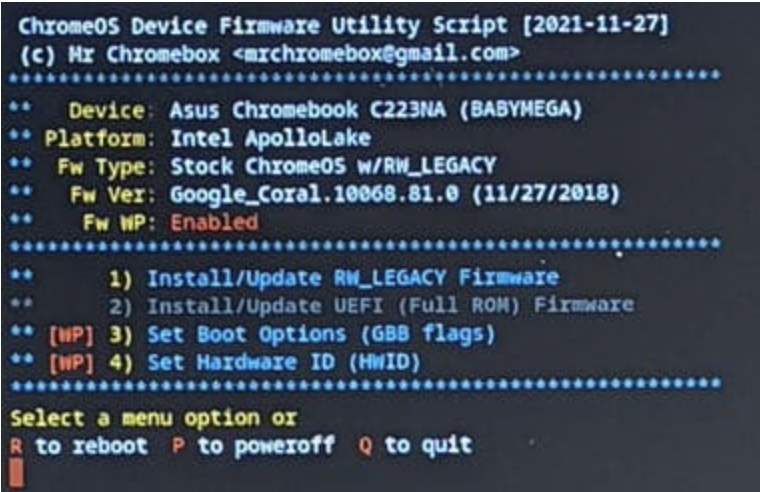 ChromeOS Device Firmware Utility Script [2021-11-27]
(c) Mr Chromebox <mrchromebox@gmail.com>
************************************************************
** Device: Asus Chromebook C223NA (BABYMEGA)
** Platform: Intel ApolloLake
** Fw Type: Stock ChromeOS w/RW_LEGACY
** Fw Ver: Google_Coral.10068.81.0 (11/27/2018)
** Fw WP: Enabled
************************************************************
** 1) Install/Update RW_LEGACY Firmware
** 2) Install/Update UEFI (Full ROM) Firmware
** [WP] 3) Set Boot Options (GBB flags)
** [WP] 4) Set Hardware ID (HWID)
************************************************************
Select a menu option or
R to reboot P to poweroff Q to quit